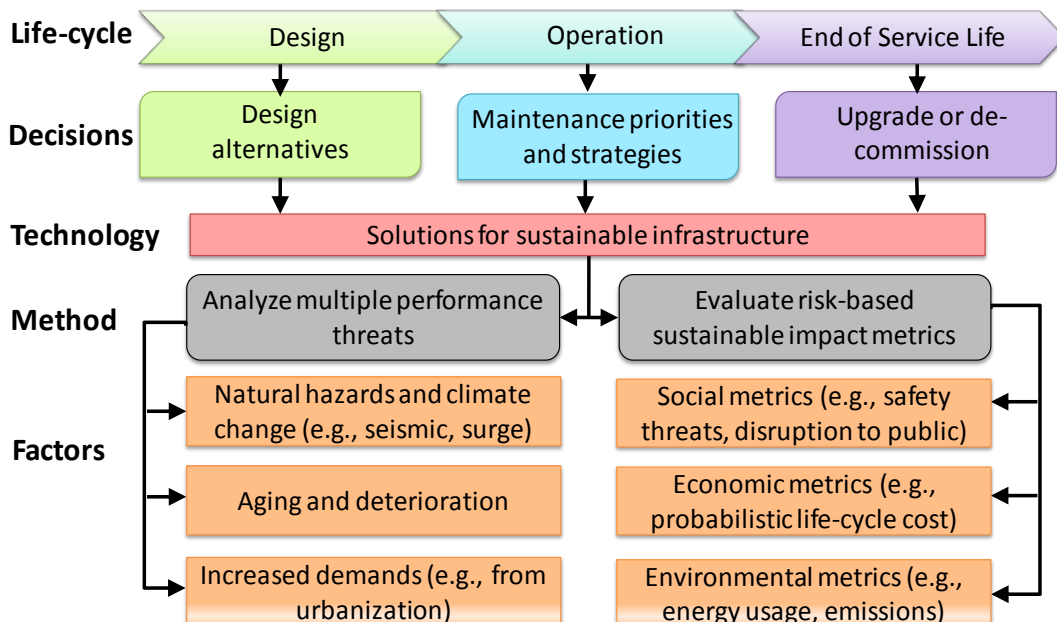 Life-cycle
Design
Operation
End of Service Life
Decisions
Design
alternatives
Maintenance priorities
and strategies
Upgrade or de-
commission
Technology
Solutions for sustainable infrastructure
Method
Analyze multiple performance
threats
Evaluate risk-based
sustainable impact metrics
Factors
Natural hazards and climate
change (e.g., seismic, surge)
Social metrics (e.g., safety
threats, disruption to public)
Aging and deterioration
Economic metrics (e.g.,
probabilistic life-cycle cost)
Increased demands (e.g., from
urbanization)
Environmental metrics (e.g.,
energy usage, emissions)